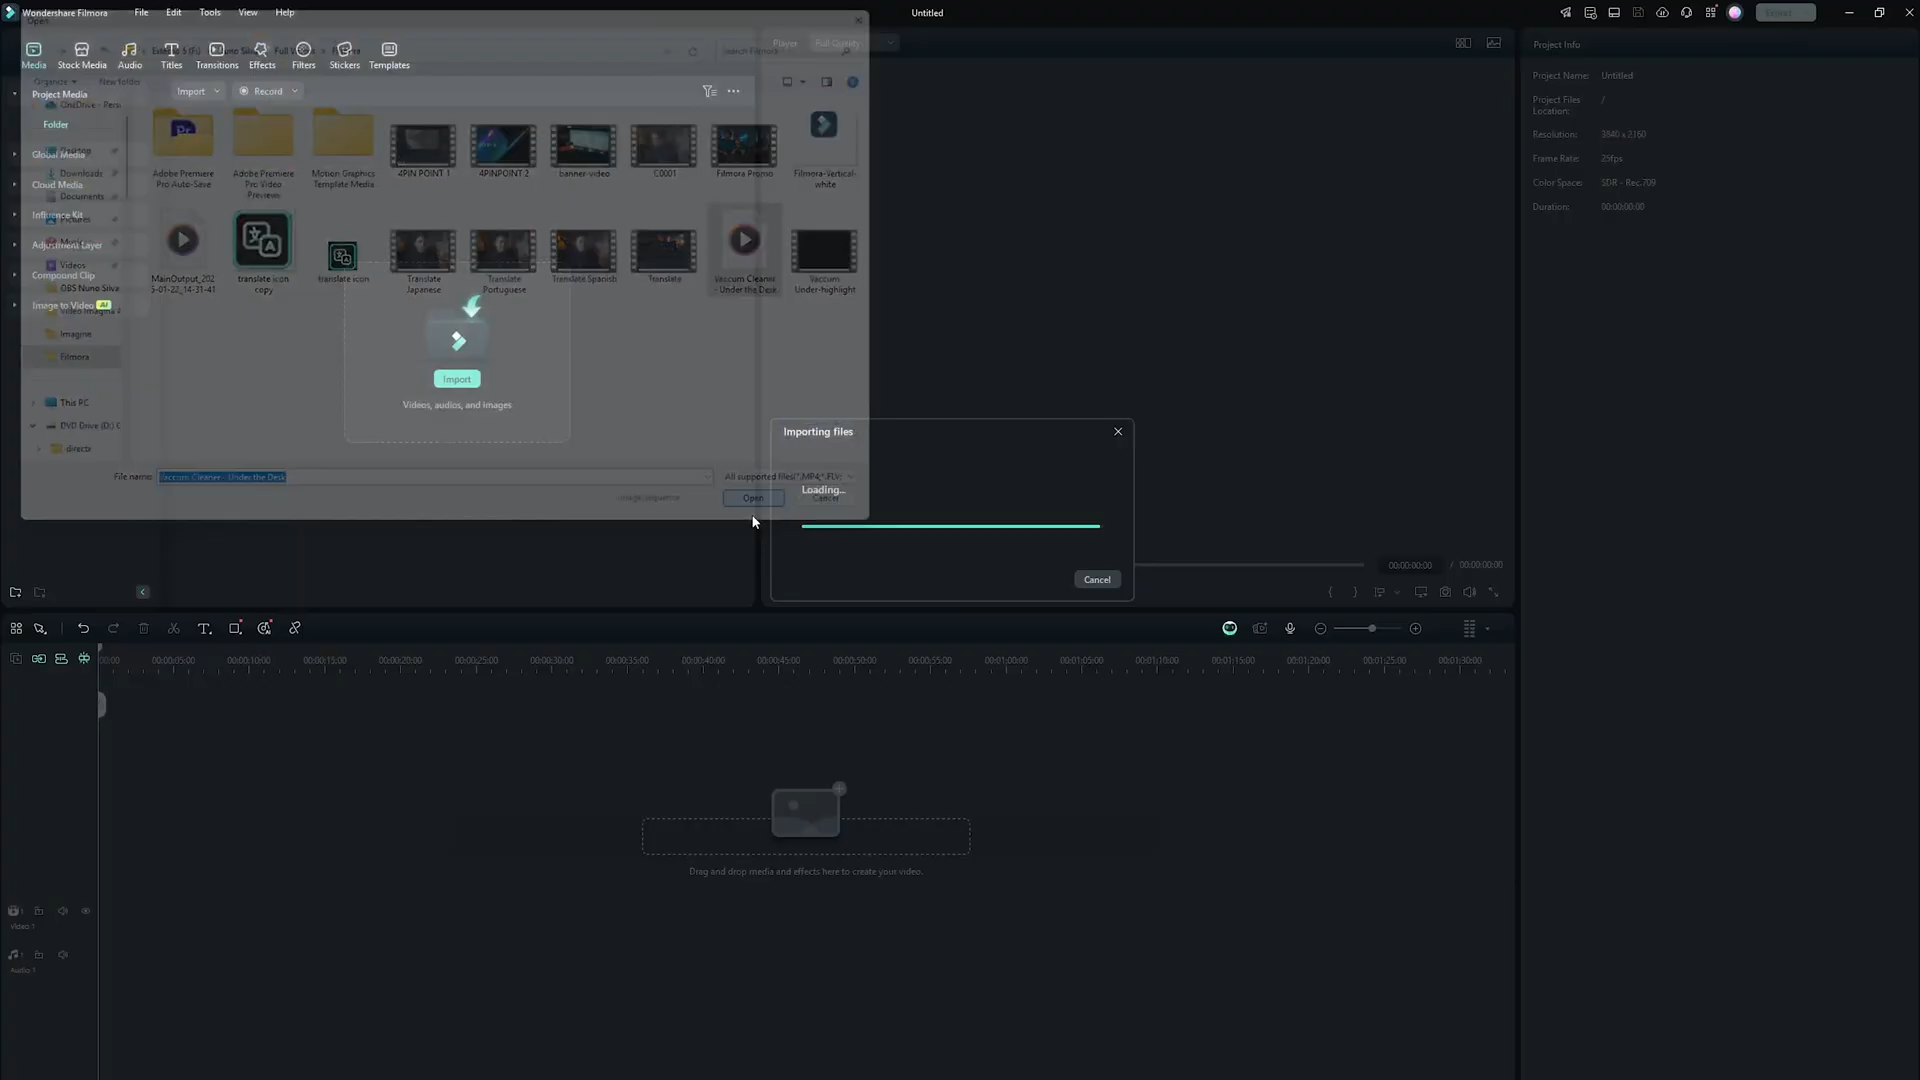 Wondershare Filmora
File
Edit
Tools
View
Help
Untitled
Export
Open
Media
Stock Media
Audio
Titles
Transitions
Effects
Filters
Stickers
Templates
Player
Full Quality
Project Info
Organize
New folder
Project Media
Import
Record
Folder
Global Media
Cloud Media
Influence Kit
Adjustment Layer
Compound Clip
Image to Video
AI
OneDrive - Pers
Desktop
Downloads
Documents
Pictures
Videos
OBS Nuno Silva
Imagine
Filmora
This PC
DVD Drive (D:) C
Adobe Premiere
Pro Auto-Save
Adobe Premiere
Pro Video
Previews
Motion Graphics
Template Media
4PIN POINT 1
4PINPOINT 2
banner-video
C0001
Filmora Promo
Filmora-Vertical-
white
MainOutput_202
5-01-22_14-31-41
translate icon
copy
translate icon
Translate
Japanese
Translate
Portuguese
Translate Spanish
Translate
Vaccum Cleaner
- Under the Desk
Vaccum
Under-highlight
Import
Videos, audios, and images
File name:
Vaccum Cleaner - Under the Desk
All supported files(*.MP4;*.FLV;
Image sequence
Open
Cancel
Importing files
Loading...
Cancel
Project Name:
Untitled
Project Files
Location:
/
Resolution:
3840 x 2160
Frame Rate:
25fps
Color Space:
SDR - Rec.709
Duration:
00:00:00:00
00:00:00:00 / 00:00:00:00
00:00
00:00:05:00
00:00:10:00
00:00:15:00
00:00:20:00
00:00:25:00
00:00:30:00
00:00:35:00
00:00:40:00
00:00:45:00
00:00:50:00
00:00:55:00
00:01:00:00
00:01:05:00
00:01:10:00
00:01:15:00
00:01:20:00
00:01:25:00
00:01:30:00
Drag and drop media and effects here to create your video.
Video 1
Audio 1